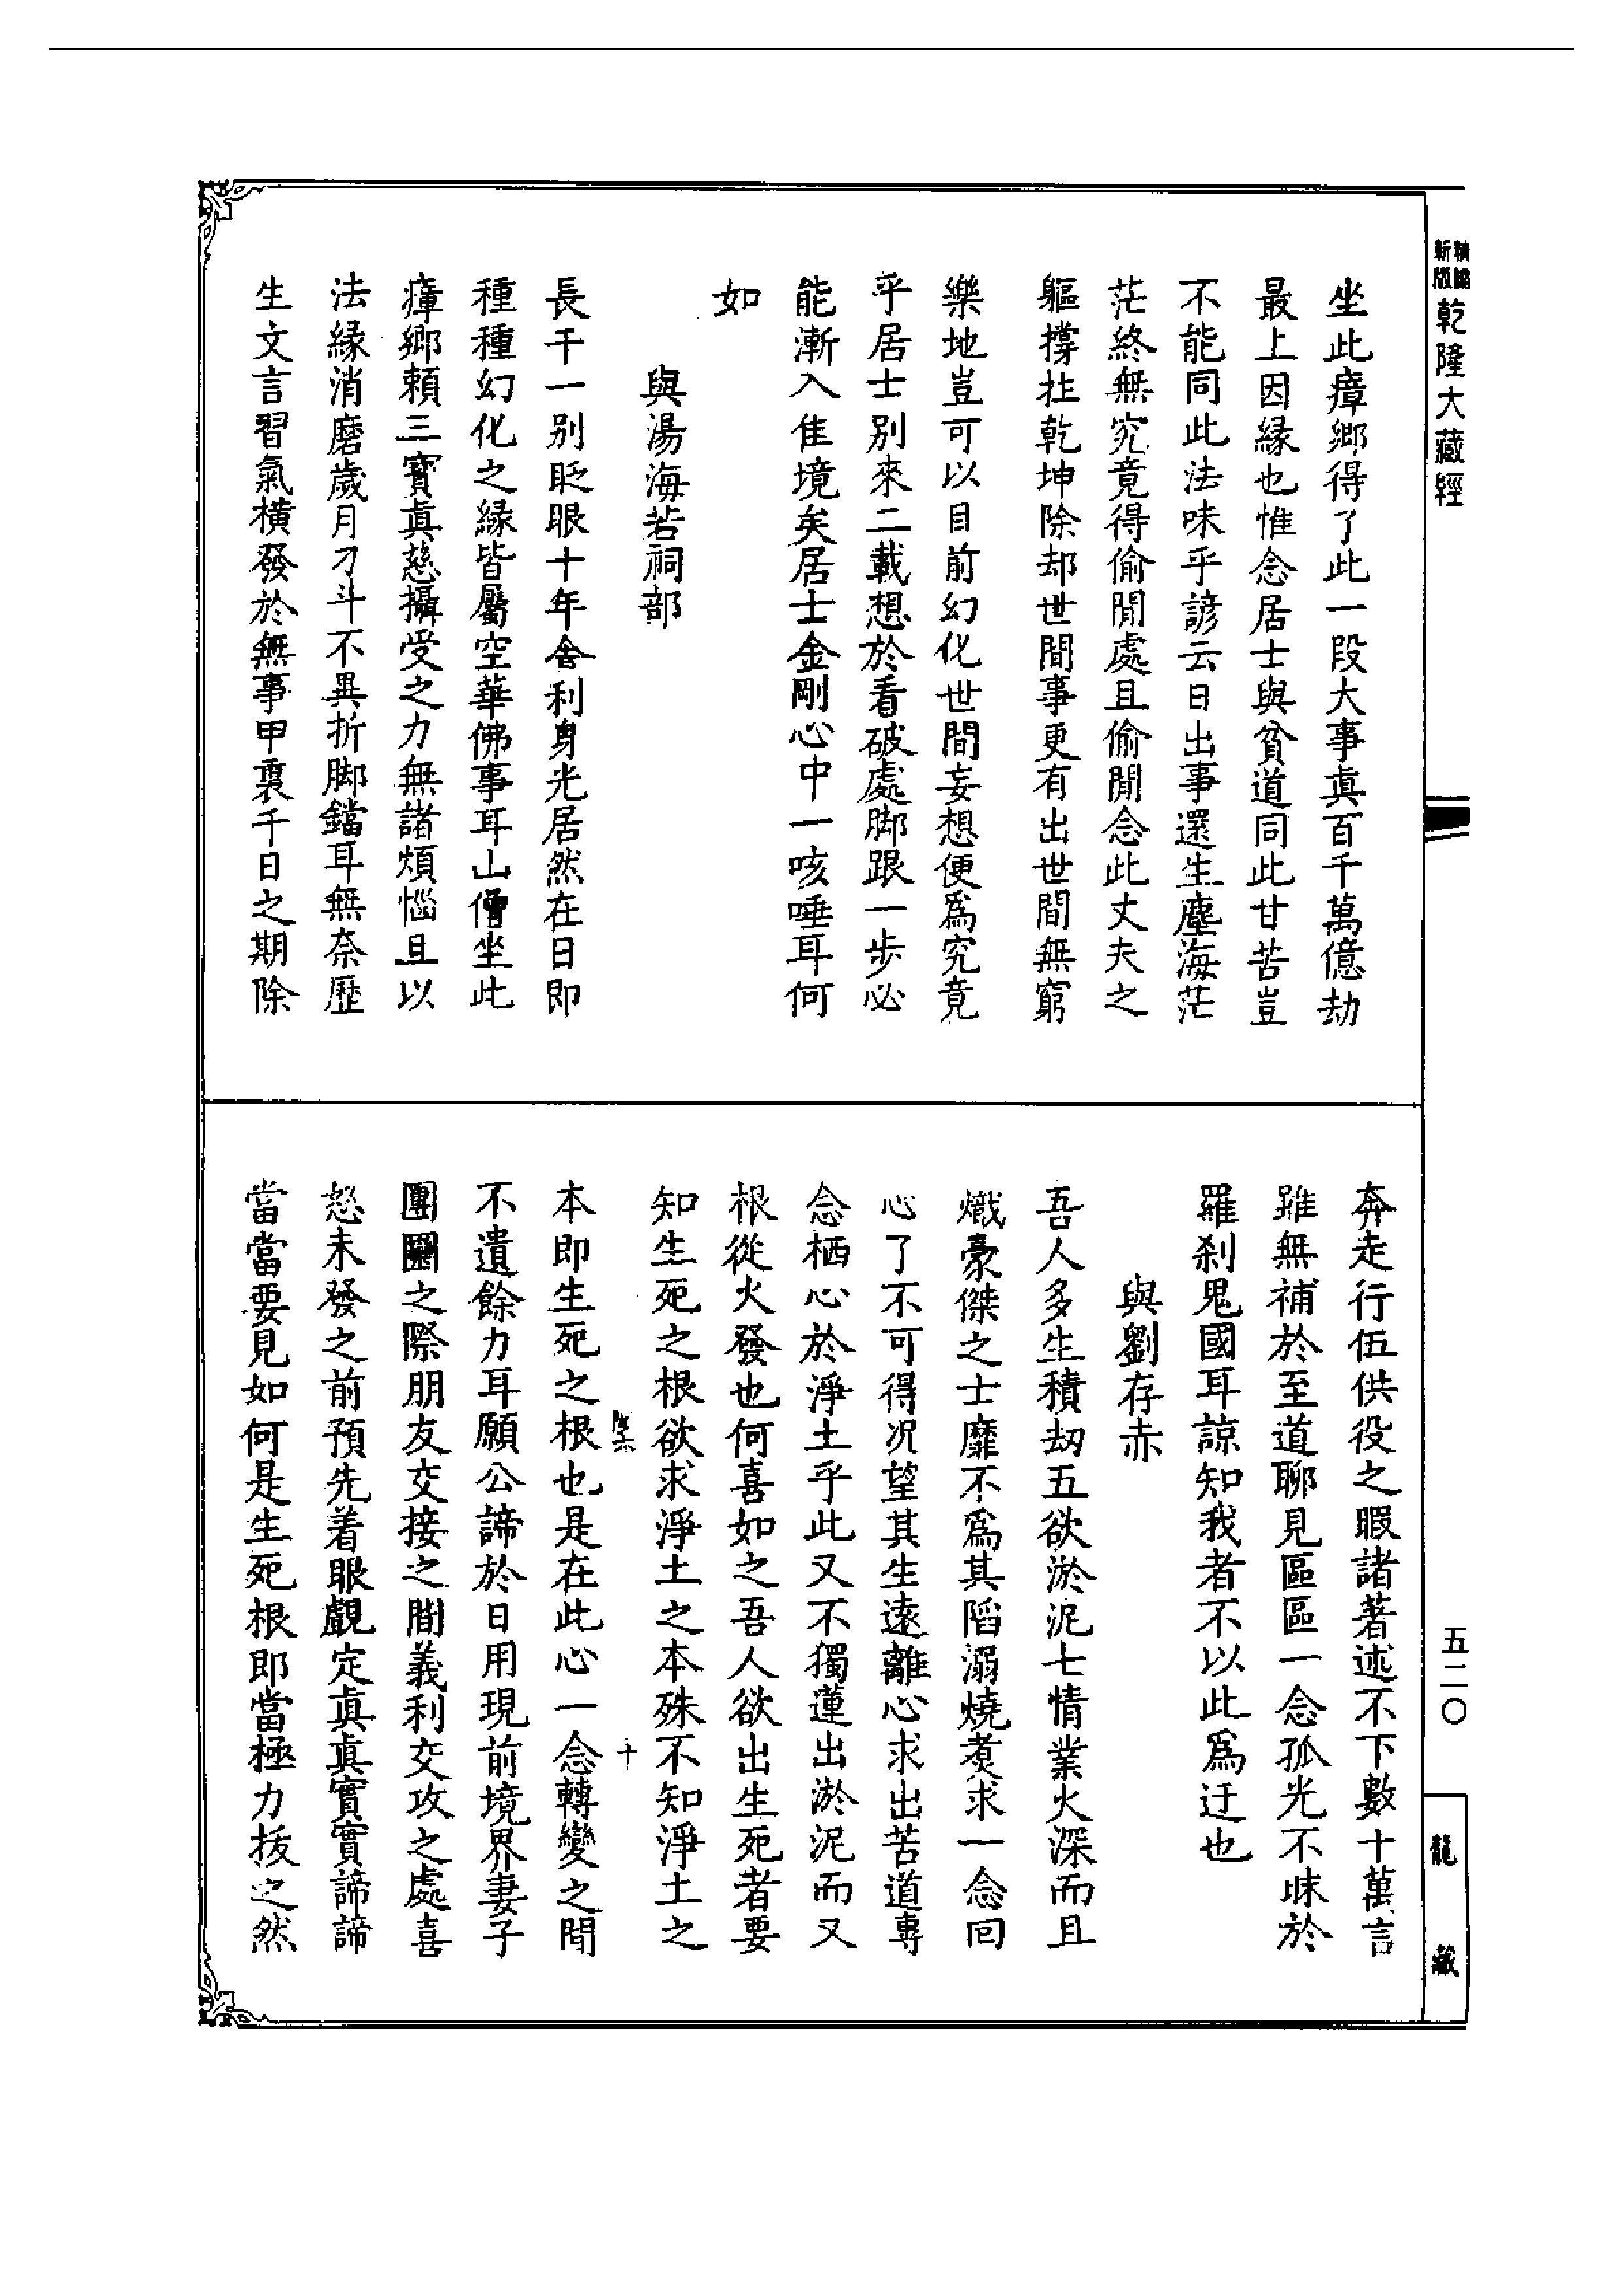 精縮
新版
乾隆大藏經
坐此瘴鄉得了此一段大事真百千萬億劫
最上因緣也惟念居士與貧道同此甘苦豈
不能同此法味乎諺云日出事還生塵海茫
茫終無究竟得偷閒處且偷閒念此丈夫之
軀撐拄乾坤除却世間事更有出世間無窮
樂地豈可以目前幻化世間妄想便為究竟
乎居士別來二載想於看破處脚跟一步必
能漸入佳境矣居士金剛心中一咳唾耳何
如
與湯海若祠部
長干一別眨眼十年舍利身光居然在日即
種種幻化之緣皆屬空華佛事耳山僧坐此
瘴鄉賴三寶真慈攝受之力無諸煩惱且以
法緣消磨歲月刁斗不異折脚鐺耳無奈歷
生文言習氣橫發於無事甲裏千日之期除
奔走行伍供役之暇諸著述不下數十萬言
雖無補於至道聊見區區一念孤光不昧於
羅剎鬼國耳諒知我者不以此為迂也
與劉存赤
吾人多生積劫五欲淤泥七情業火深而且
熾豪傑之士靡不為其陷溺燒煑求一念回
心了不可得况望其生遠離心求出苦道專
念栖心於淨土乎此又不獨蓮出淤泥而又
根從火發也何喜如之吾人欲出生死者要
知生死之根欲求淨土之本殊不知淨土之
十
本即生死之根也是在此心一念轉變之間
不遺餘力耳願公諦於日用現前境界妻子
團圞之際朋友交接之間義利交攻之處喜
怒未發之前預先着眼覷定真真實實諦諦
當當要見如何是生死根即當極力拔之然
五二〇
龍藏